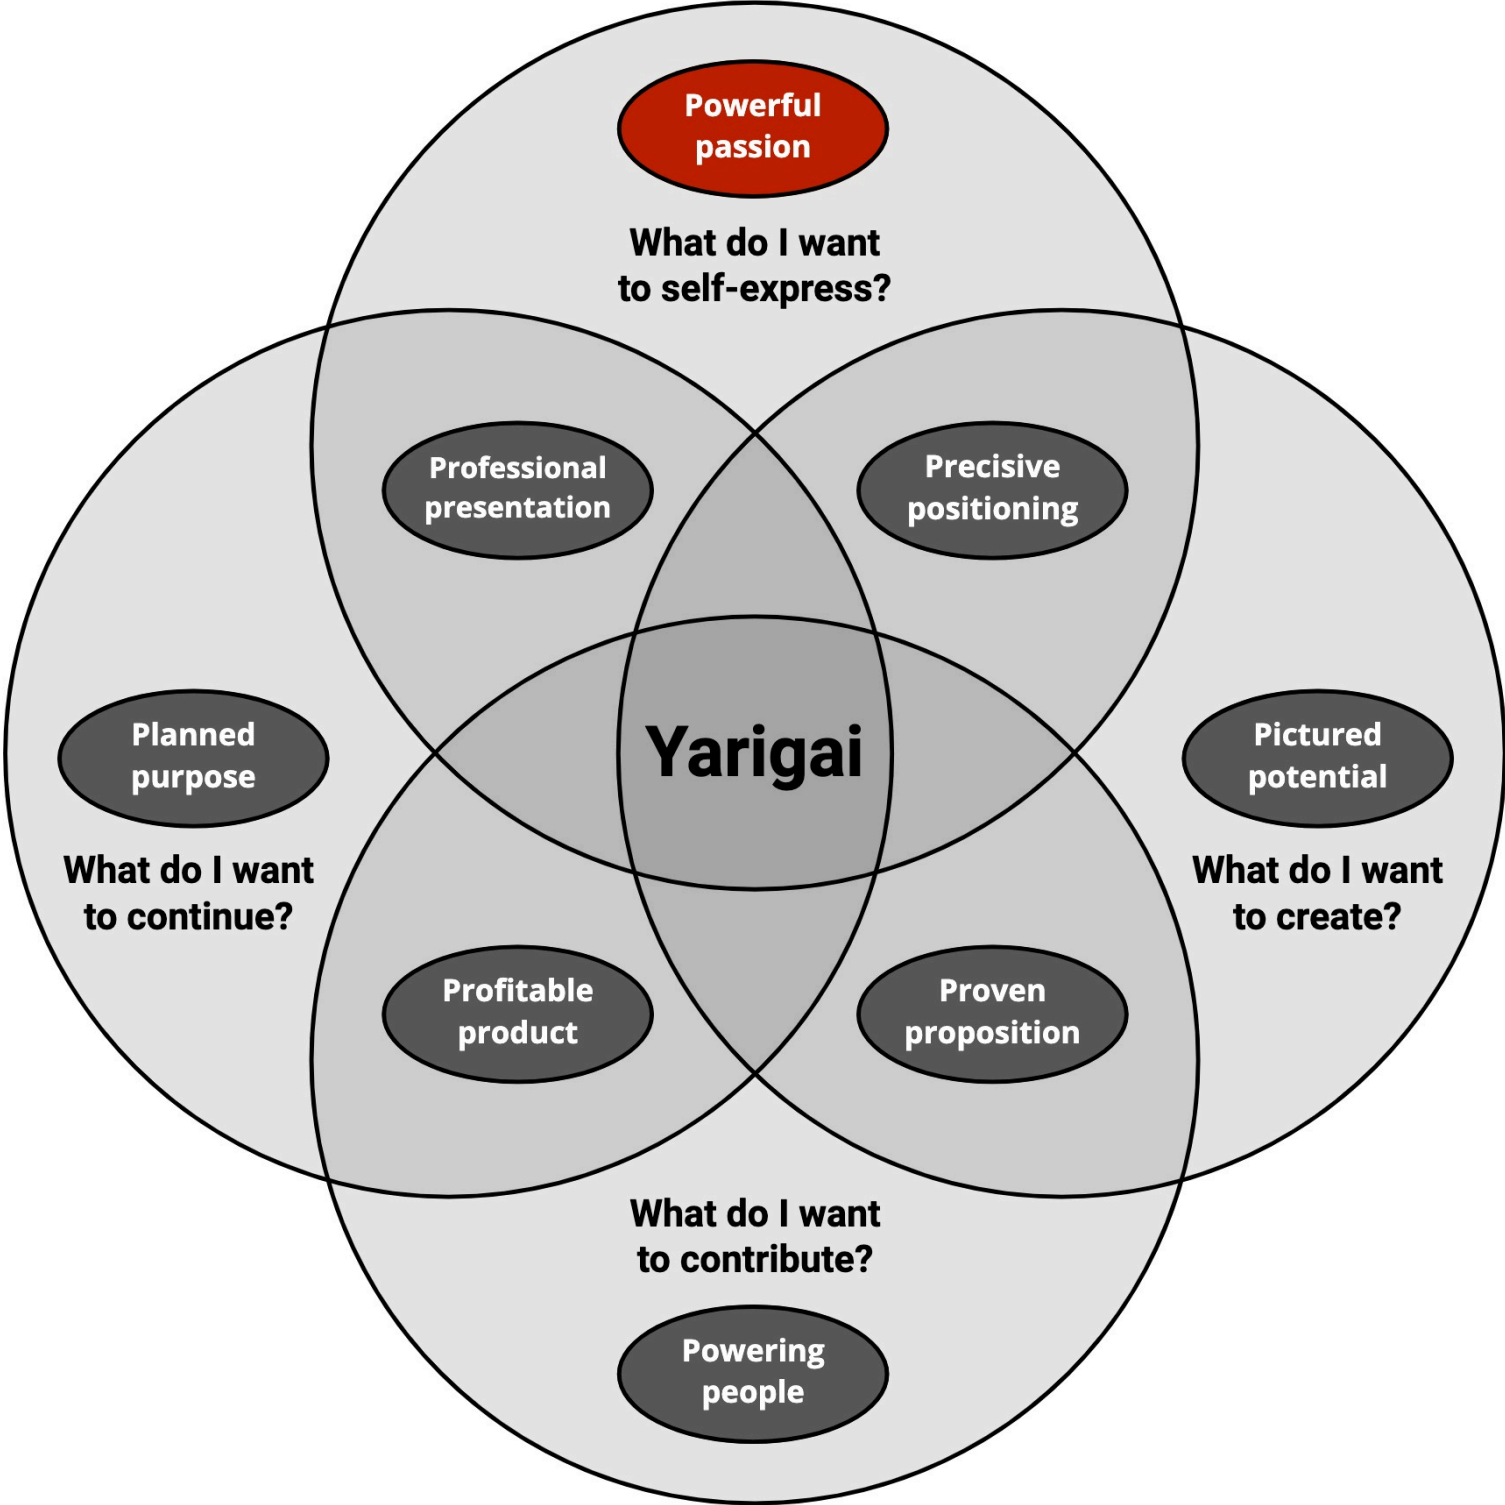 Powerful
passion
What do I want
to self-express?
Professional
presentation
Precisive
positioning
Yarigai
Planned
purpose
What do I want
to continue?
Pictured
potential
What do I want
to create?
Profitable
product
Proven
proposition
What do I want
to contribute?
Powering
people